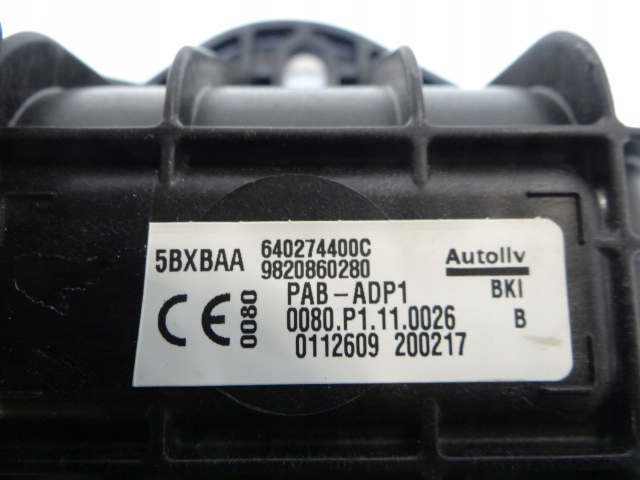 5BXBAA 640274400C Autoliv
9820860280
CE 0080 PAB-ADP1 BKI
0080.P1.11.0026 B
0112609 200217